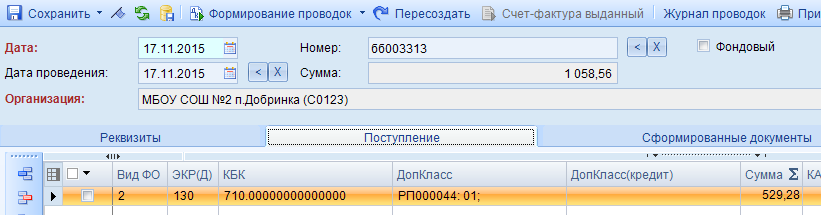 Сохранить Формирование проводок Пересоздать Счет-фактура выданный Журнал проводок При
Дата: 17.11.2015 Номер: 66003313 < X Фондовый
Дата проведения: 17.11.2015 < X Сумма: 1 058,56
Организация: МБОУ СОШ №2 п.Добринка (С0123)
Реквизиты Поступление Сформированные документы
Вид ФО ЭКР(Д) КБК ДопКласс ДопКласс(кредит) Сумма Σ КА
2 130 710.00000000000000 РП000044: 01; 529,28